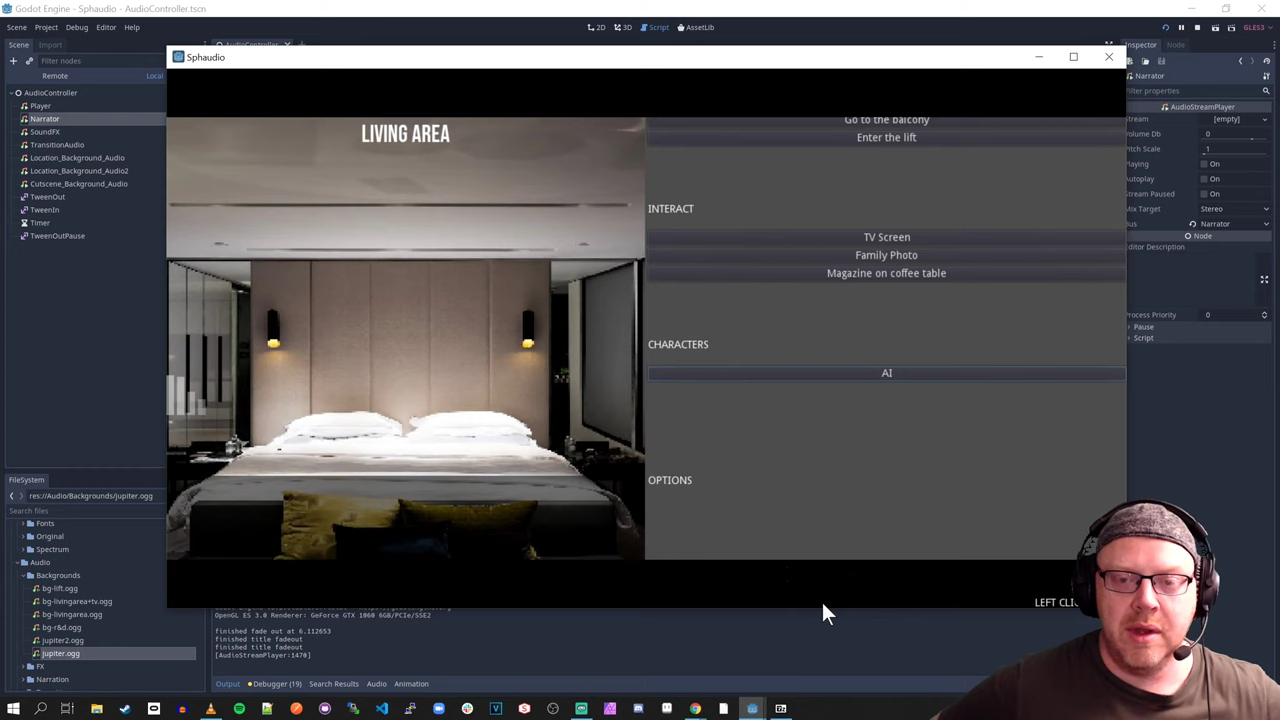 Godot Engine - Sphaudio - AudioController.tscn
Scene Project Debug Editor Help
2D 3D Script AssetLib
GLES3
Scene Import
AudioController
Inspector Node
Filter nodes
Remote Local
AudioController
Player
Narrator
SoundFX
TransitionAudio
Location_Background_Audio
Location_Background_Audio2
Cutscene_Background_Audio
TweenOut
TweenIn
Timer
TweenOutPause
Sphaudio
LIVING AREA
Go to the balcony
Enter the lift
INTERACT
TV Screen
Family Photo
Magazine on coffee table
CHARACTERS
AI
OPTIONS
Narrator
Filter properties
AudioStreamPlayer
Stream [empty]
Volume Db 0
Pitch Scale 1
Playing On
Autoplay On
Stream Paused On
Mix Target Stereo
Narrator
Node
Editor Description
Process Priority 0
Pause
Script
FileSystem
res://Audio/Backgrounds/jupiter.ogg
Search files
Fonts
Original
Spectrum
Audio
Backgrounds
bg-lift.ogg
bg-livingarea+tv.ogg
bg-livingarea.ogg
bg-r&d.ogg
jupiter2.ogg
jupiter.ogg
FX
Narration
OpenGL ES 3.0 Renderer: GeForce GTX 1060 6GB/PCIe/SSE2
finished fade out at 6.112653
finished title fadeout
finished title fadeout
[AudioStreamPlayer:1470]
Output Debugger (19) Search Results Audio Animation
LEFT